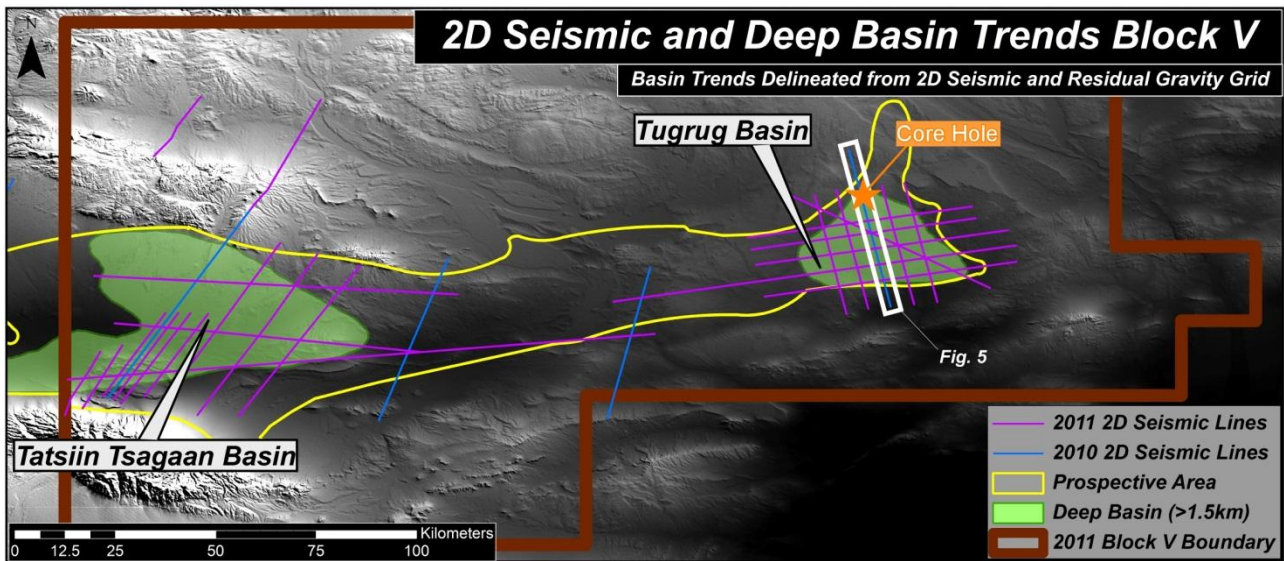 N
2D Seismic and Deep Basin Trends Block V
Basin Trends Delineated from 2D Seismic and Residual Gravity Grid
Tugrug Basin
Core Hole
Fig. 5
Tatsiin Tsagaan Basin
2011 2D Seismic Lines
2010 2D Seismic Lines
Prospective Area
Deep Basin (>1.5km)
2011 Block V Boundary
Kilometers
0 12.5 25 50 75 100